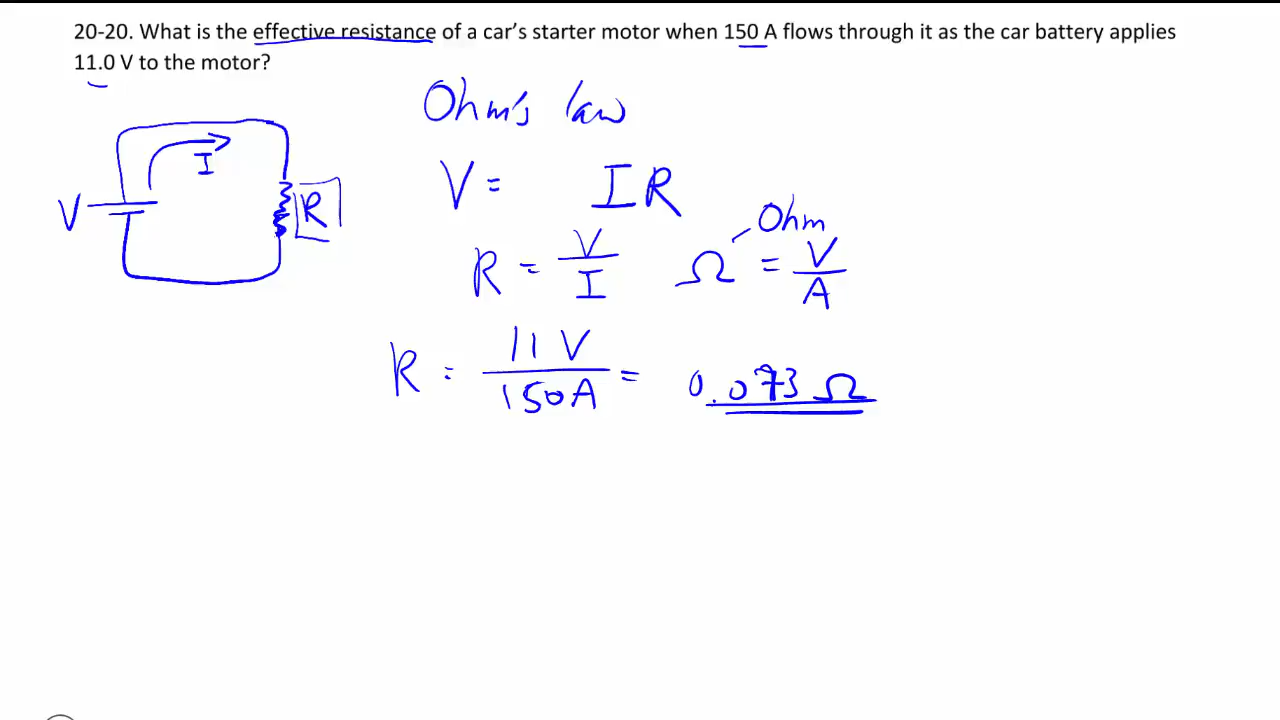 20-20. What is the effective resistance of a car's starter motor when 150 A flows through it as the car battery applies
11.0 V to the motor?
Ohm's law
I
V = I R
V
R
Ohm
R = V/I Ω = V/A
R = 11 V/150A = 0.073 Ω